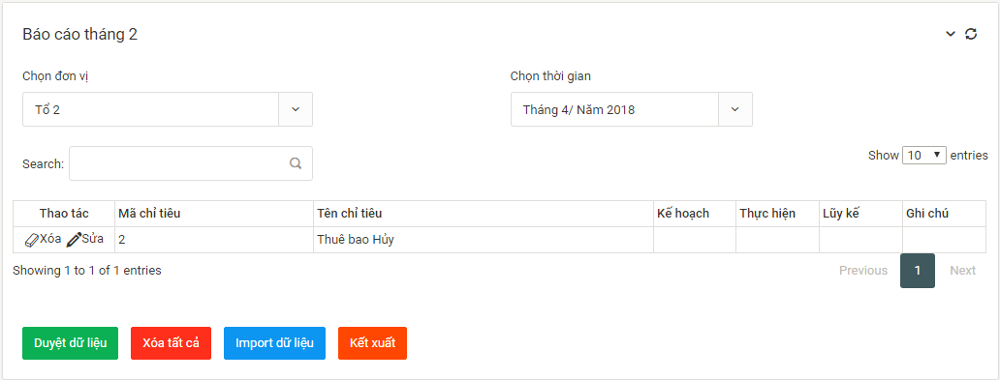 Báo cáo tháng 2
Chọn đơn vị
Chọn thời gian
Tổ 2
Tháng 4/ Năm 2018
Search:
Show 10 entries
Thao tác Mã chỉ tiêu Tên chỉ tiêu Kế hoạch Thực hiện Lũy kế Ghi chú
Xóa Sửa 2 Thuê bao Hủy
Showing 1 to 1 of 1 entries
Previous 1 Next
Duyệt dữ liệu Xóa tất cả Import dữ liệu Kết xuất